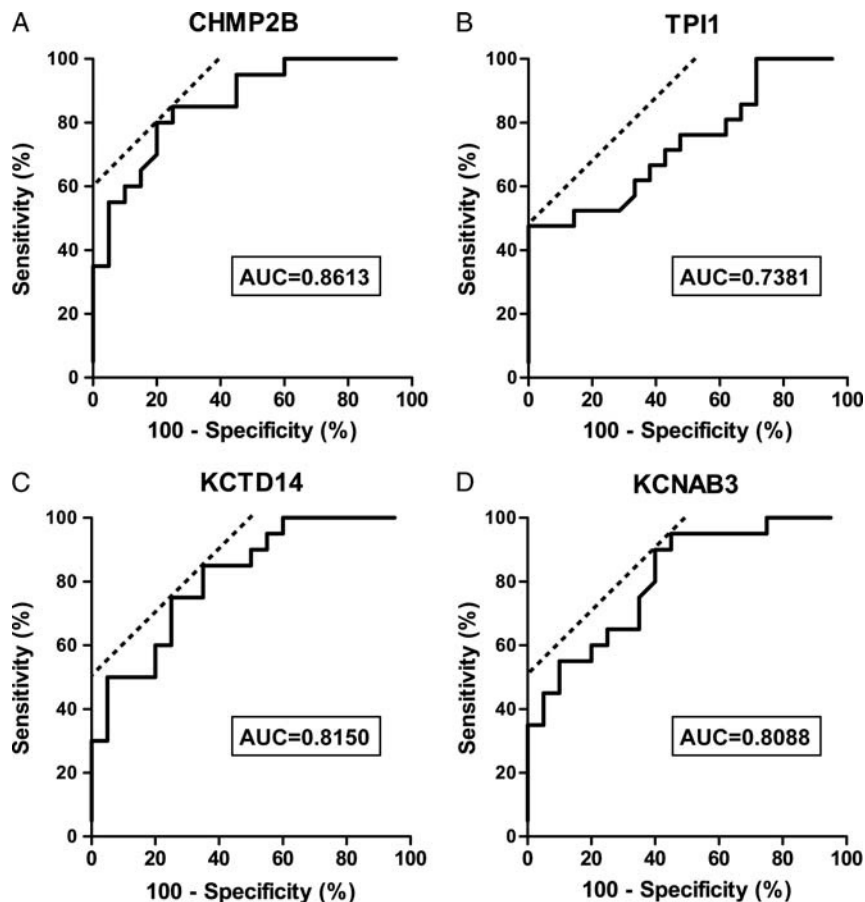 A
CHMP2B
100
80
60
40
20
0
Sensitivity (%)
AUC=0.8613
0 20 40 60 80 100
100 - Specificity (%)
B
TPI1
100
80
60
40
20
0
Sensitivity (%)
AUC=0.7381
0 20 40 60 80 100
100 - Specificity (%)
C
KCTD14
100
80
60
40
20
0
Sensitivity (%)
AUC=0.8150
0 20 40 60 80 100
100 - Specificity (%)
D
KCNAB3
100
80
60
40
20
0
Sensitivity (%)
AUC=0.8088
0 20 40 60 80 100
100 - Specificity (%)